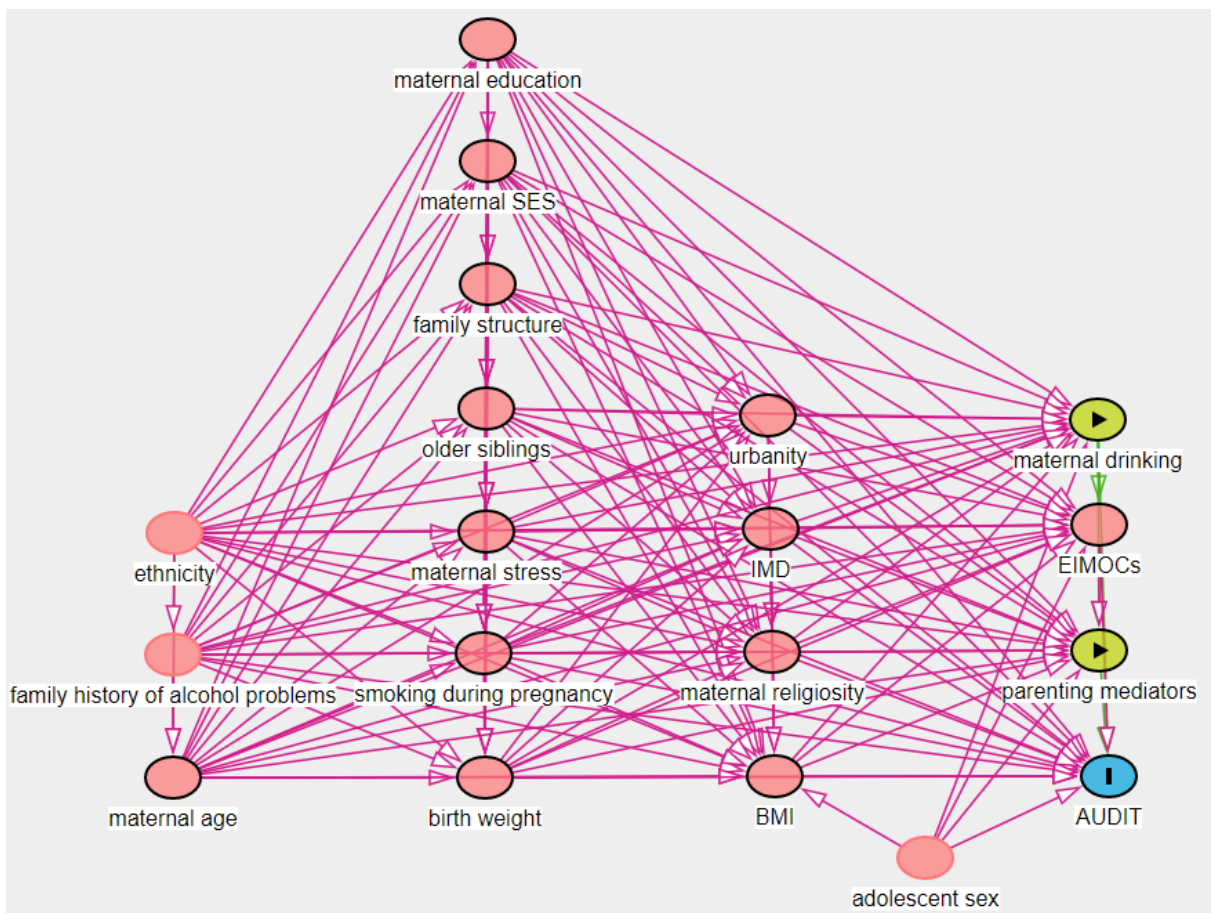 maternal education
maternal SES
family structure
older siblings
urbanity
maternal drinking
ethnicity
maternal stress
IMD
EIMOCs
family history of alcohol problems
smoking during pregnancy
maternal religiosity
parenting mediators
maternal age
birth weight
BMI
AUDIT
adolescent sex